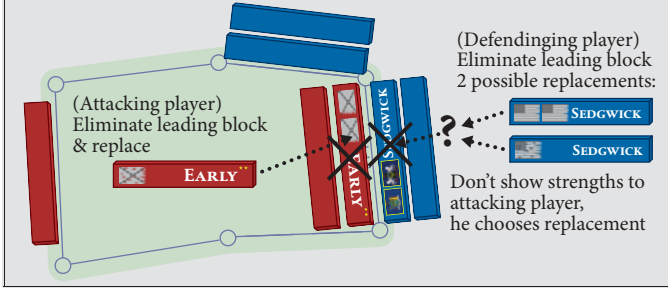 (Attacking player)
Eliminate leading block
& replace
EARLY
EARLY
SEDGWICK
(Defendinging player)
Eliminate leading block
2 possible replacements:
?
SEDGWICK
SEDGWICK
Don't show strengths to
attacking player,
he chooses replacement